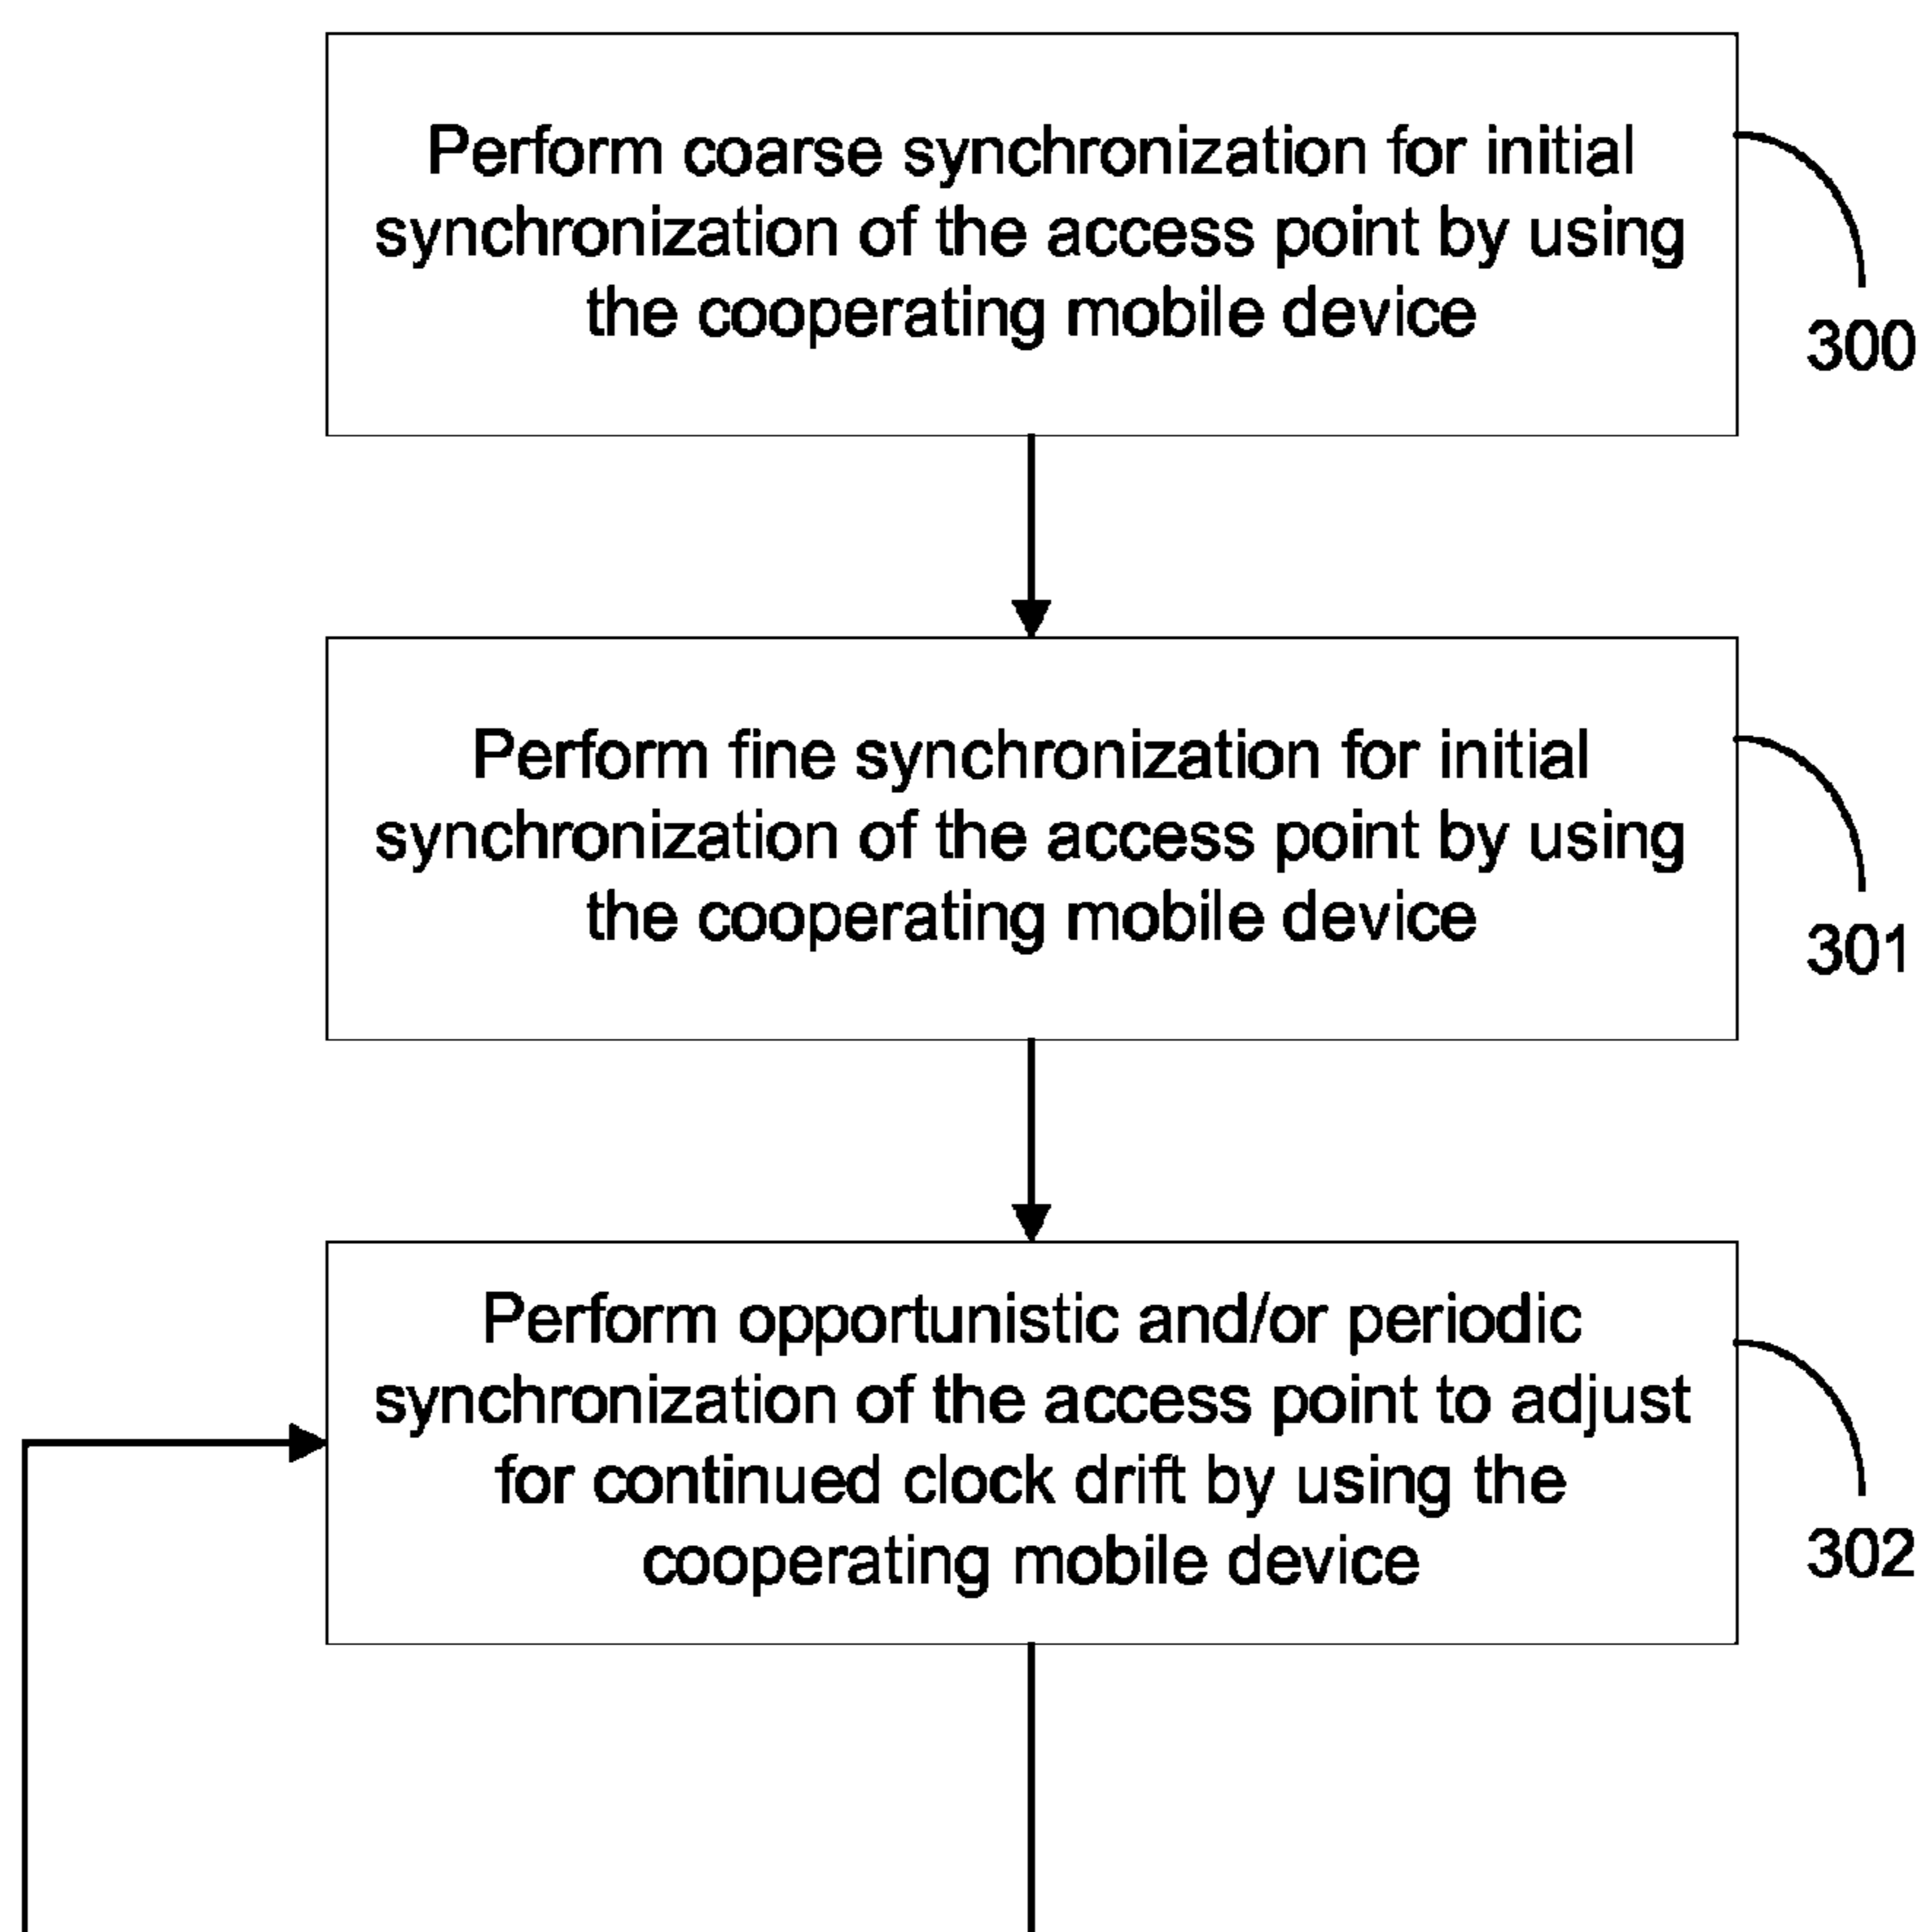 Perform coarse synchronization for initial
synchronization of the access point by using
the cooperating mobile device
300
Perform fine synchronization for initial
synchronization of the access point by using
the cooperating mobile device
301
Perform opportunistic and/or periodic
synchronization of the access point to adjust
for continued clock drift by using the
cooperating mobile device
302